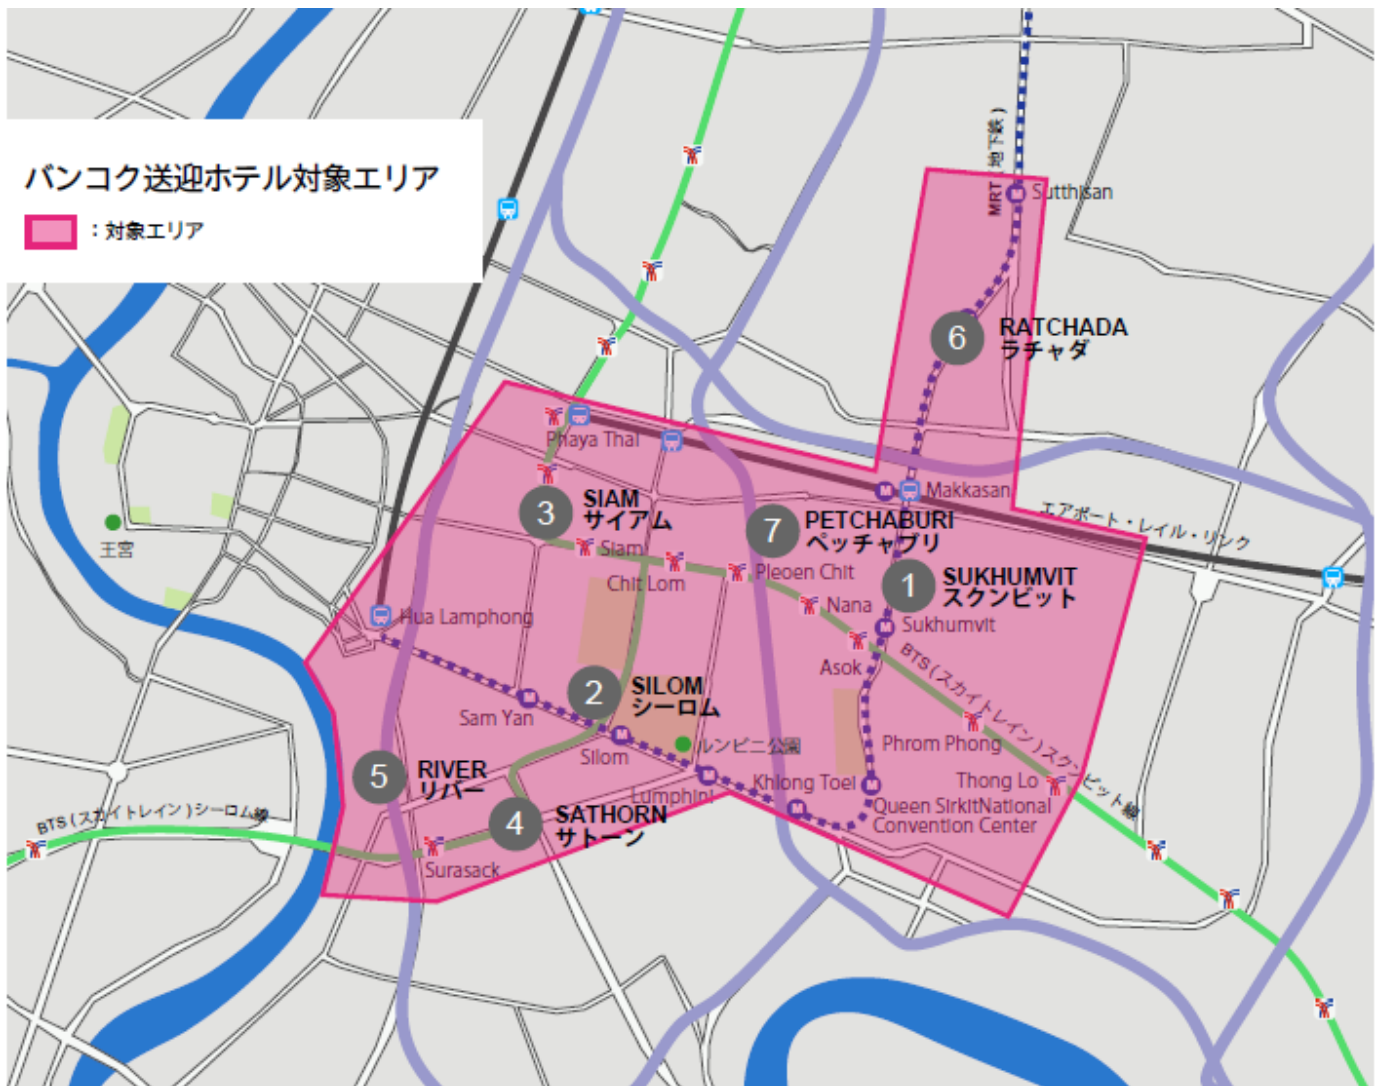 バンコク送迎ホテル対象エリア
：対象エリア
MRT (地下鉄)
Sutthisan
6
RATCHADA
ラチャダ
Phaya Thai
Makkasan
エアポート・レイル・リンク
3
SIAM
サイアム
7
PETCHABURI
ペッチャブリ
王宮
Siam
Chit Lom
Pleoen Chit
1
SUKHUMVIT
スクンビット
Nana
Hua Lamphong
Sukhumvit
Asok
BTS (スカイトレイン) スクンビット線
2
SILOM
シーロム
Sam Yan
Silom
ルンビニ公園
Phrom Phong
5
RIVER
リバー
Lumphini
Khlong Toei
Thong Lo
Queen SirkitNational
Convention Center
BTS (スカイトレイン) シーロム線
4
SATHORN
サトーン
Surasack